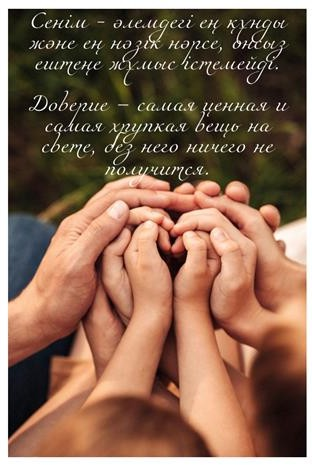 Сенім - әлемдегі ең құнды
және ең нәзік нәрсе, онсыз
ештеңе жұмыс істемейді.
Доверие – самая ценная и
самая хрупкая вещь на
свете, без него ничего не
получится.